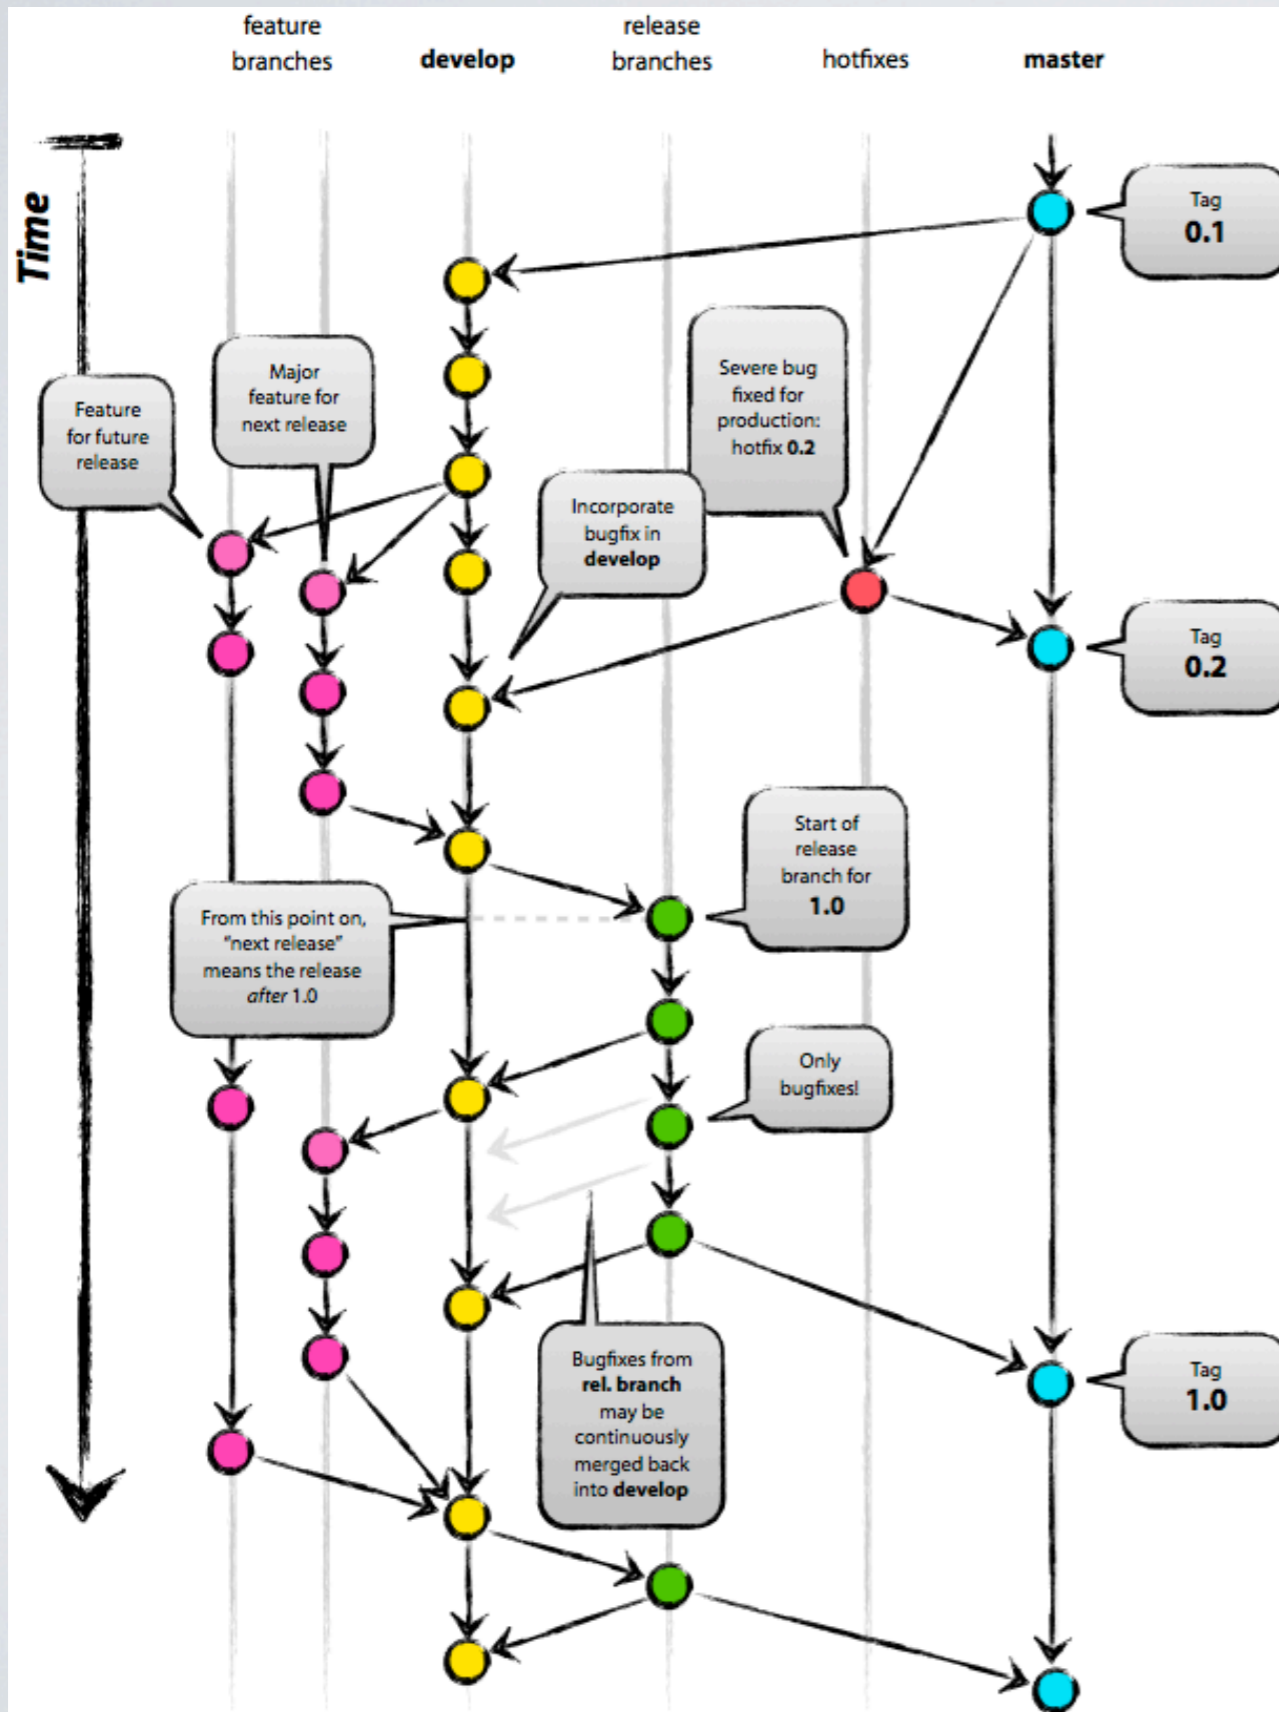 feature
branches
develop
release
branches
hotfixes
master
Time
Tag
0.1
Major
feature for
next release
Feature
for future
release
Severe bug
fixed for
production:
hotfix 0.2
Incorporate
bugfix in
develop
Tag
0.2
Start of
release
branch for
1.0
From this point on,
"next release"
means the release
after 1.0
Only
bugfixes!
Bugfixes from
rel. branch
may be
continuously
merged back
into develop
Tag
1.0